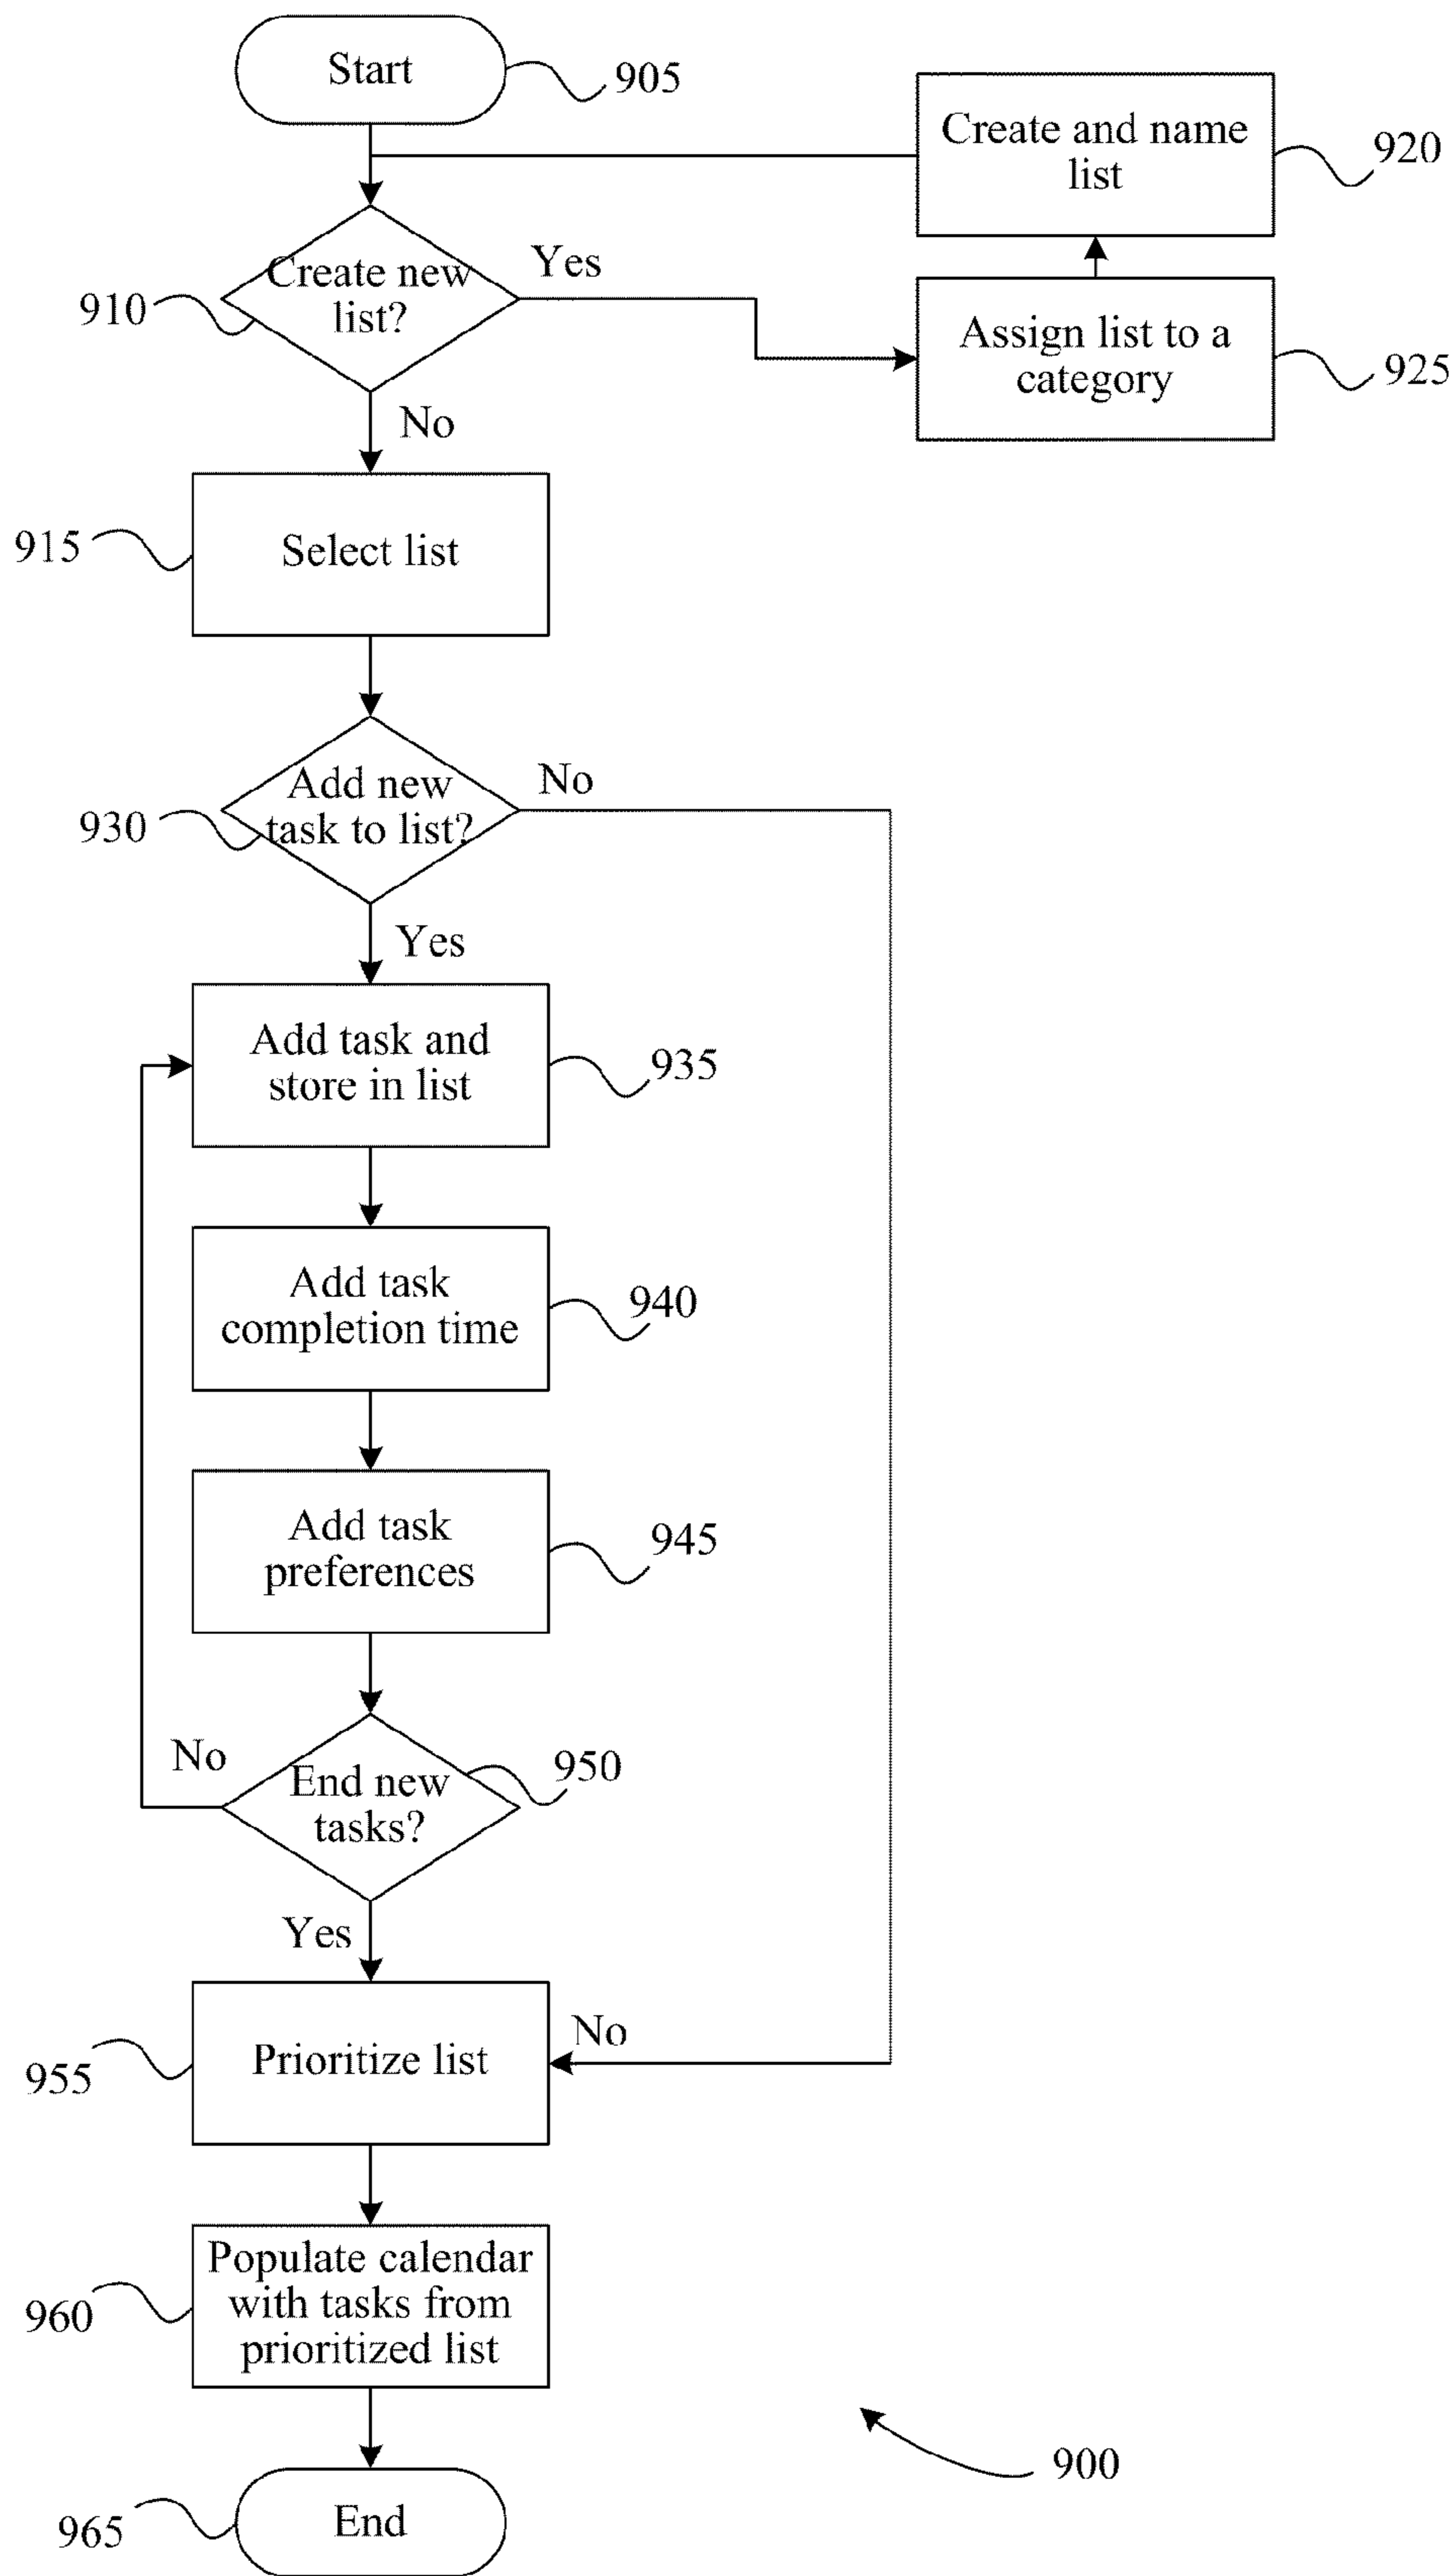 Start
905
Create and name
list
920
Create new
list?
Yes
910
Assign list to a
category
925
No
Select list
915
Add new
task to list?
No
930
Yes
Add task and
store in list
935
Add task
completion time
940
Add task
preferences
945
No
End new
tasks?
950
Yes
Prioritize list
No
955
Populate calendar
with tasks from
prioritized list
960
900
End
965